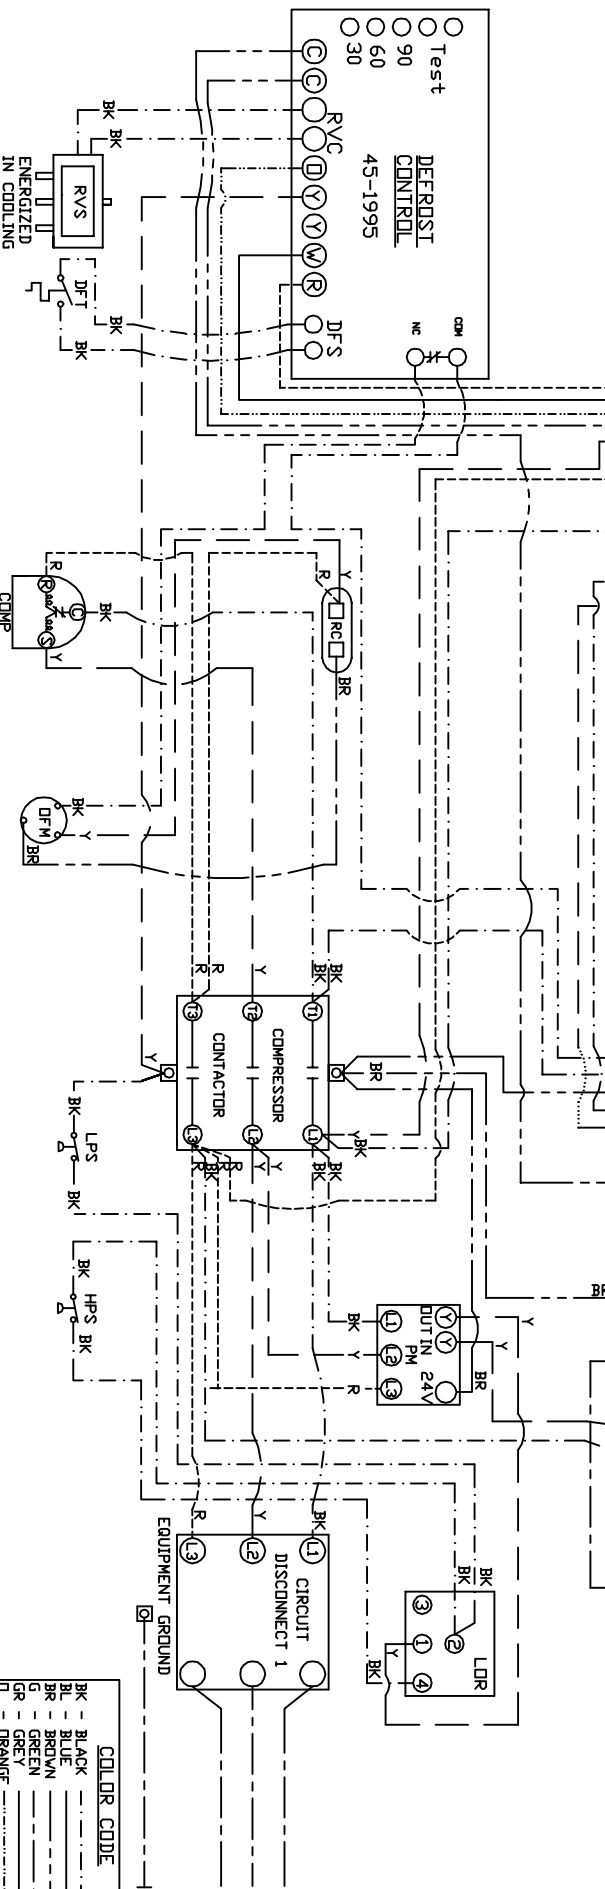 Test
90
60
30
C
C
RVC
O
Y
Y
W
R
DFS
DEFROST
CONTROL
45-1995
COM
NC
BK
BK
RVS
ENERGIZED
IN COOLING
DFT
BK
BK
R
R
C
S
COMP
BK
Y
Y
R
RC
BR
BK
OFM
Y
BR
R
R
Y
BK
BK
T3
T2
T1
COMPRESSOR
CONTACTOR
L3
L2
L1
BR
Y
Y
BK
R
BK
R
R
Y
Y
BK
BK
BK
LPS
BK
BK
HPS
BK
BR
Y
Y
OUT IN
24V
PM
L1
L2
L3
BK
Y
R
BR
Y
Y
R
Y
BK
L3
L2
L1
CIRCUIT
DISCONNECT 1
EQUIPMENT GROUND
BK
BK
LOR
3
2
1
4
Y
BK
COLOR CODE
BK - BLACK
BL - BLUE
BR - BROWN
G - GREEN
GR - GREY
O - ORANGE